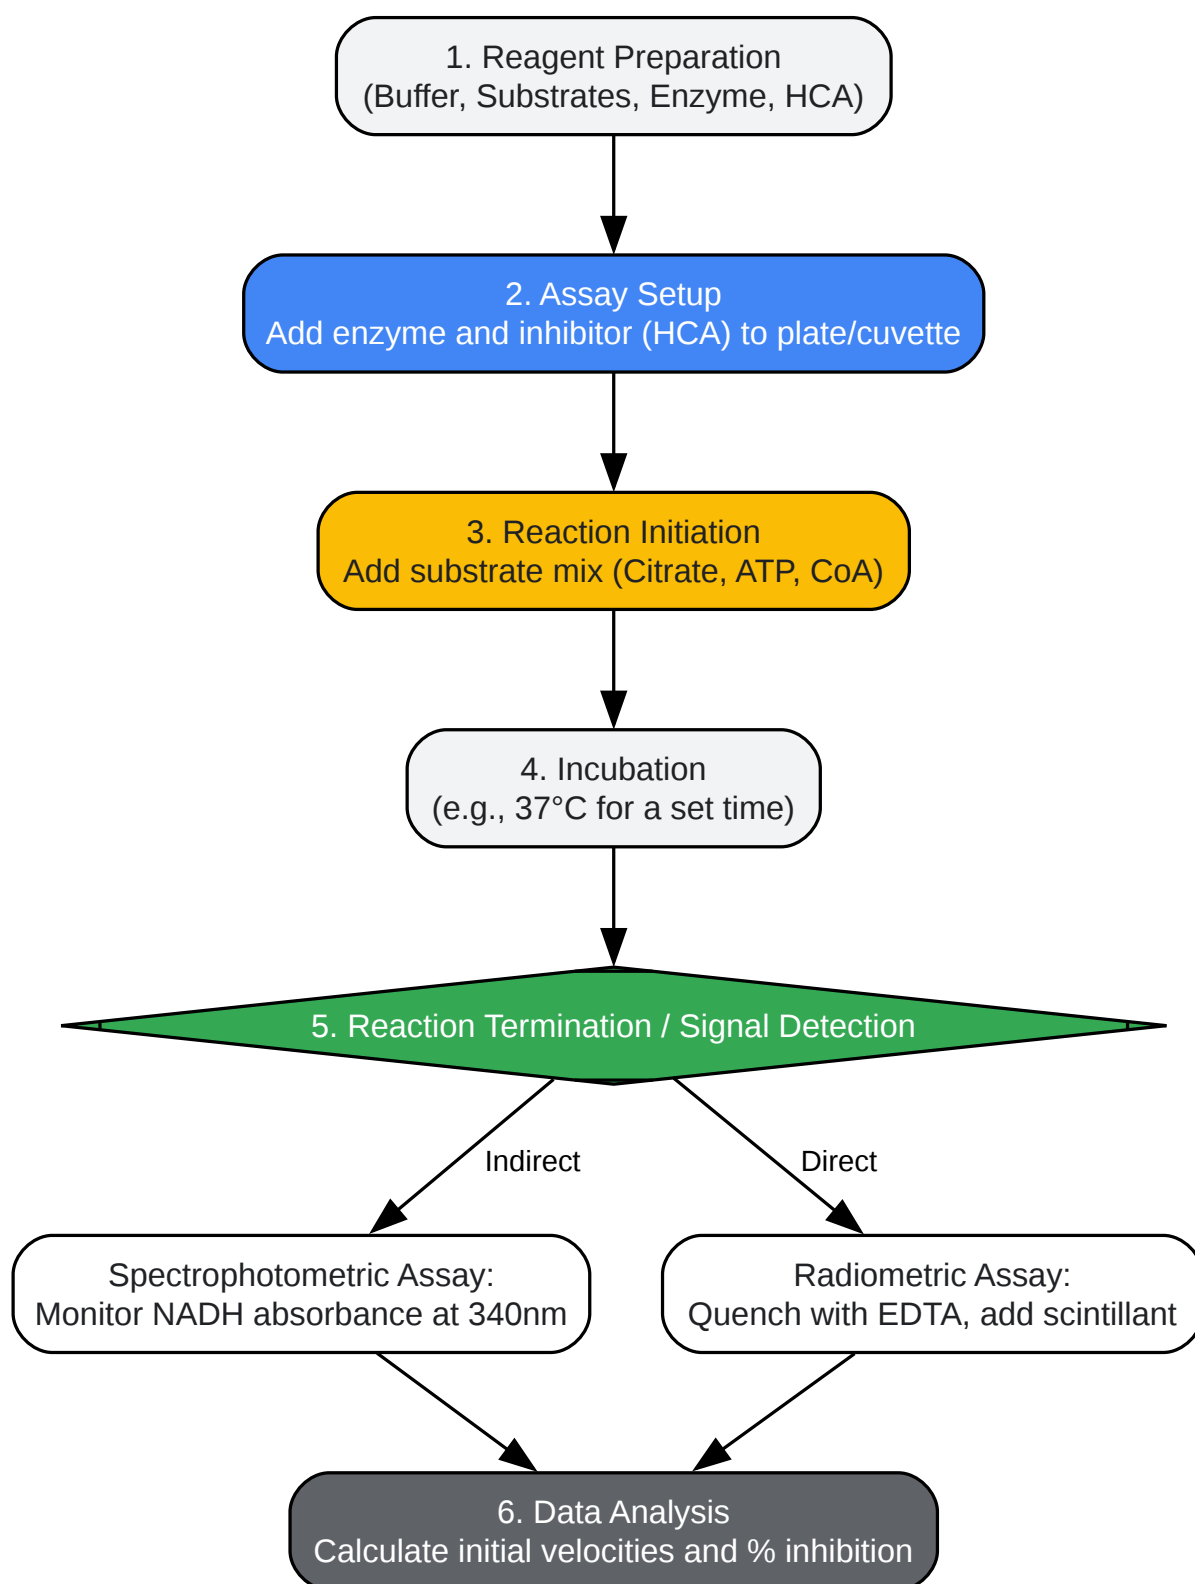 1. Reagent Preparation
(Buffer, Substrates, Enzyme, HCA)
2. Assay Setup
Add enzyme and inhibitor (HCA) to plate/cuvette
3. Reaction Initiation
Add substrate mix (Citrate, ATP, CoA)
4. Incubation
(e.g., 37°C for a set time)
5. Reaction Termination / Signal Detection
Indirect
Direct
Spectrophotometric Assay:
Monitor NADH absorbance at 340nm
Radiometric Assay:
Quench with EDTA, add scintillant
6. Data Analysis
Calculate initial velocities and % inhibition